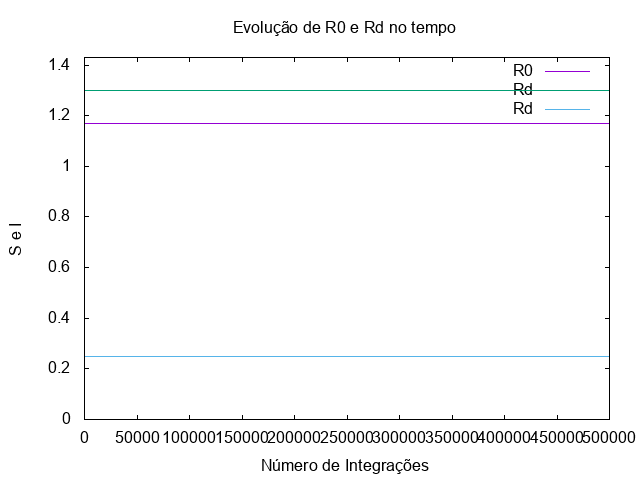 Evolução de R0 e Rd no tempo
1.4
1.2
1
0.8
0.6
0.4
0.2
0
R0
Rd
Rd
S e I
0 50000 100000 150000 200000 250000 300000 350000 400000 450000 500000
Número de Integrações